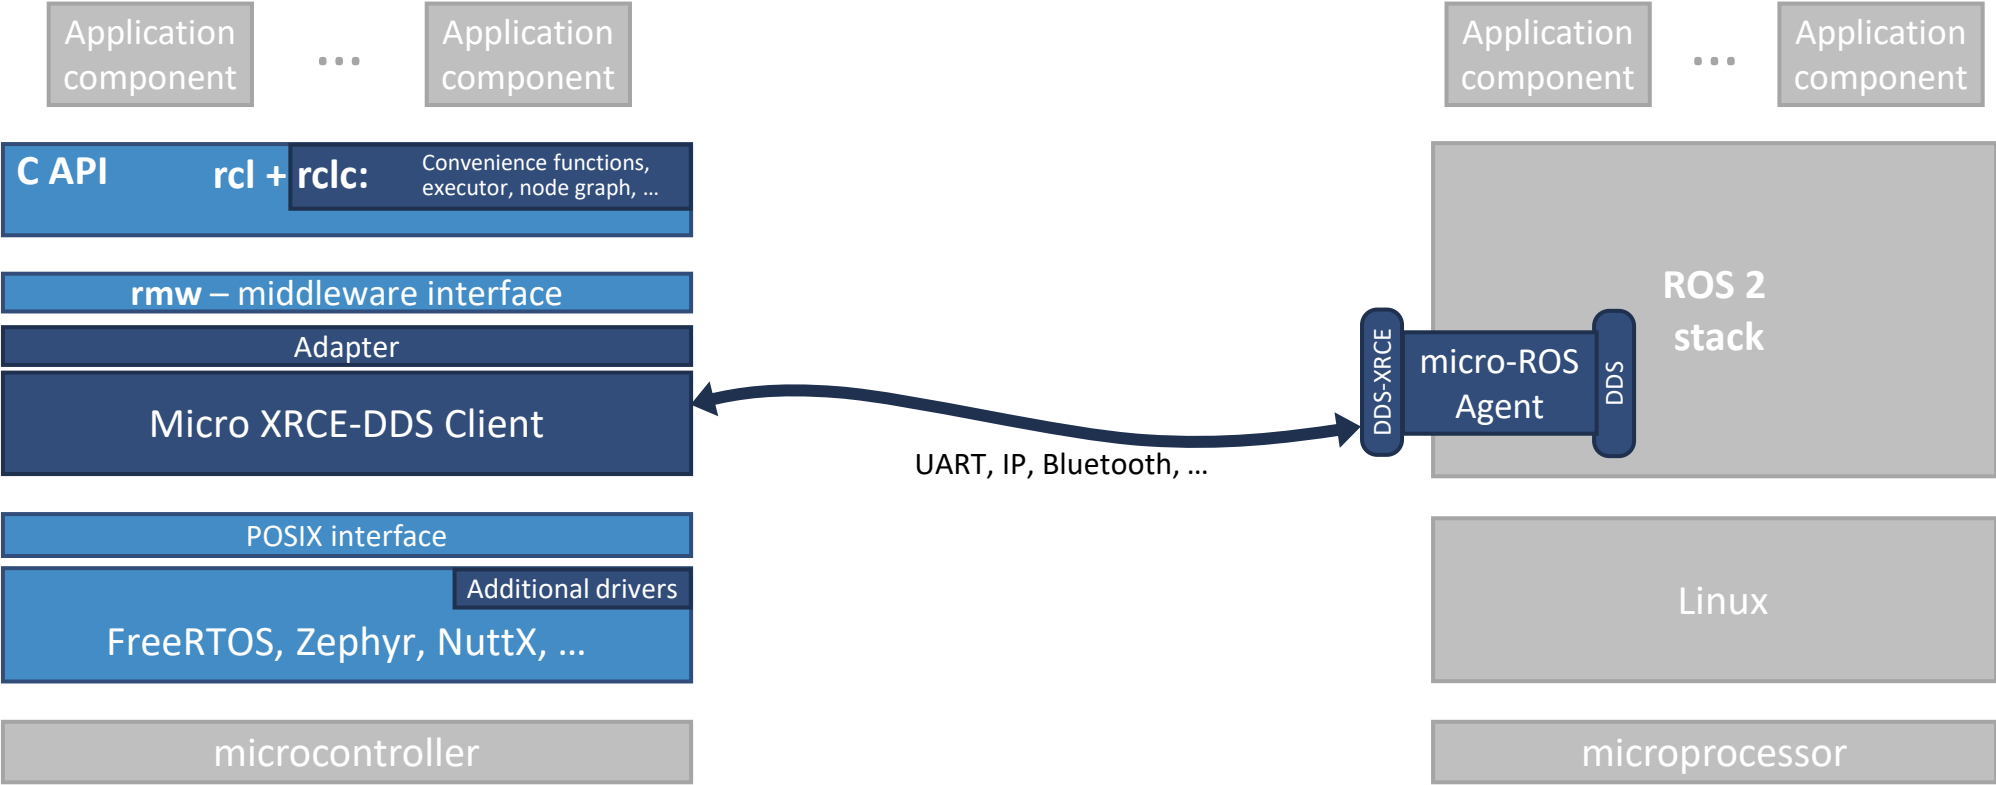 Application
component
...
Application
component
C API
rcl + rclc:
Convenience functions,
executor, node graph, ...
rmw – middleware interface
Adapter
Micro XRCE-DDS Client
POSIX interface
Additional drivers
FreeRTOS, Zephyr, NuttX, ...
microcontroller
UART, IP, Bluetooth, ...
Application
component
...
Application
component
ROS 2
stack
DDS-XRCE
micro-ROS
Agent
DDS
Linux
microprocessor